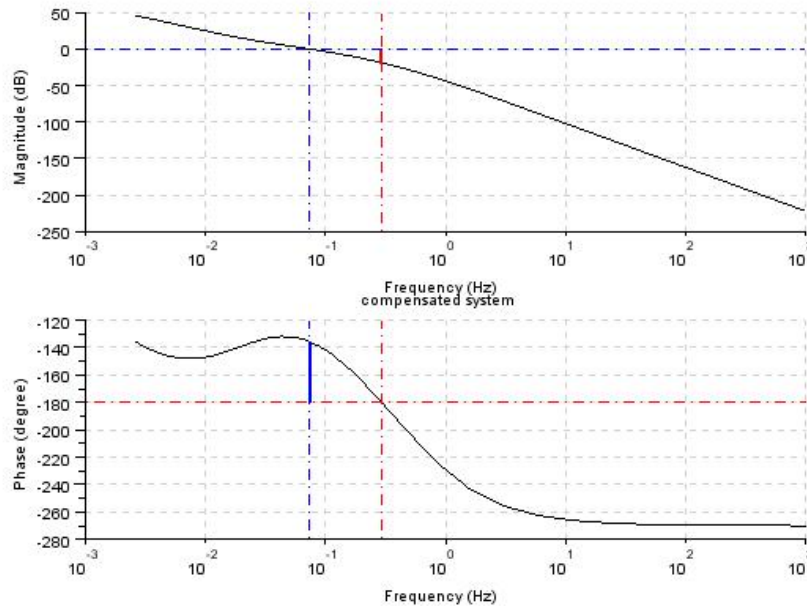 50
0
-50
-100
-150
-200
-250
Magnitude (dB)
10^-3 10^-2 10^-1 10^0 10^1 10^2 10
Frequency (Hz)
compensated system
-120
-140
-160
-180
-200
-220
-240
-260
-280
Phase (degree)
10^-3 10^-2 10^-1 10^0 10^1 10^2 10
Frequency (Hz)